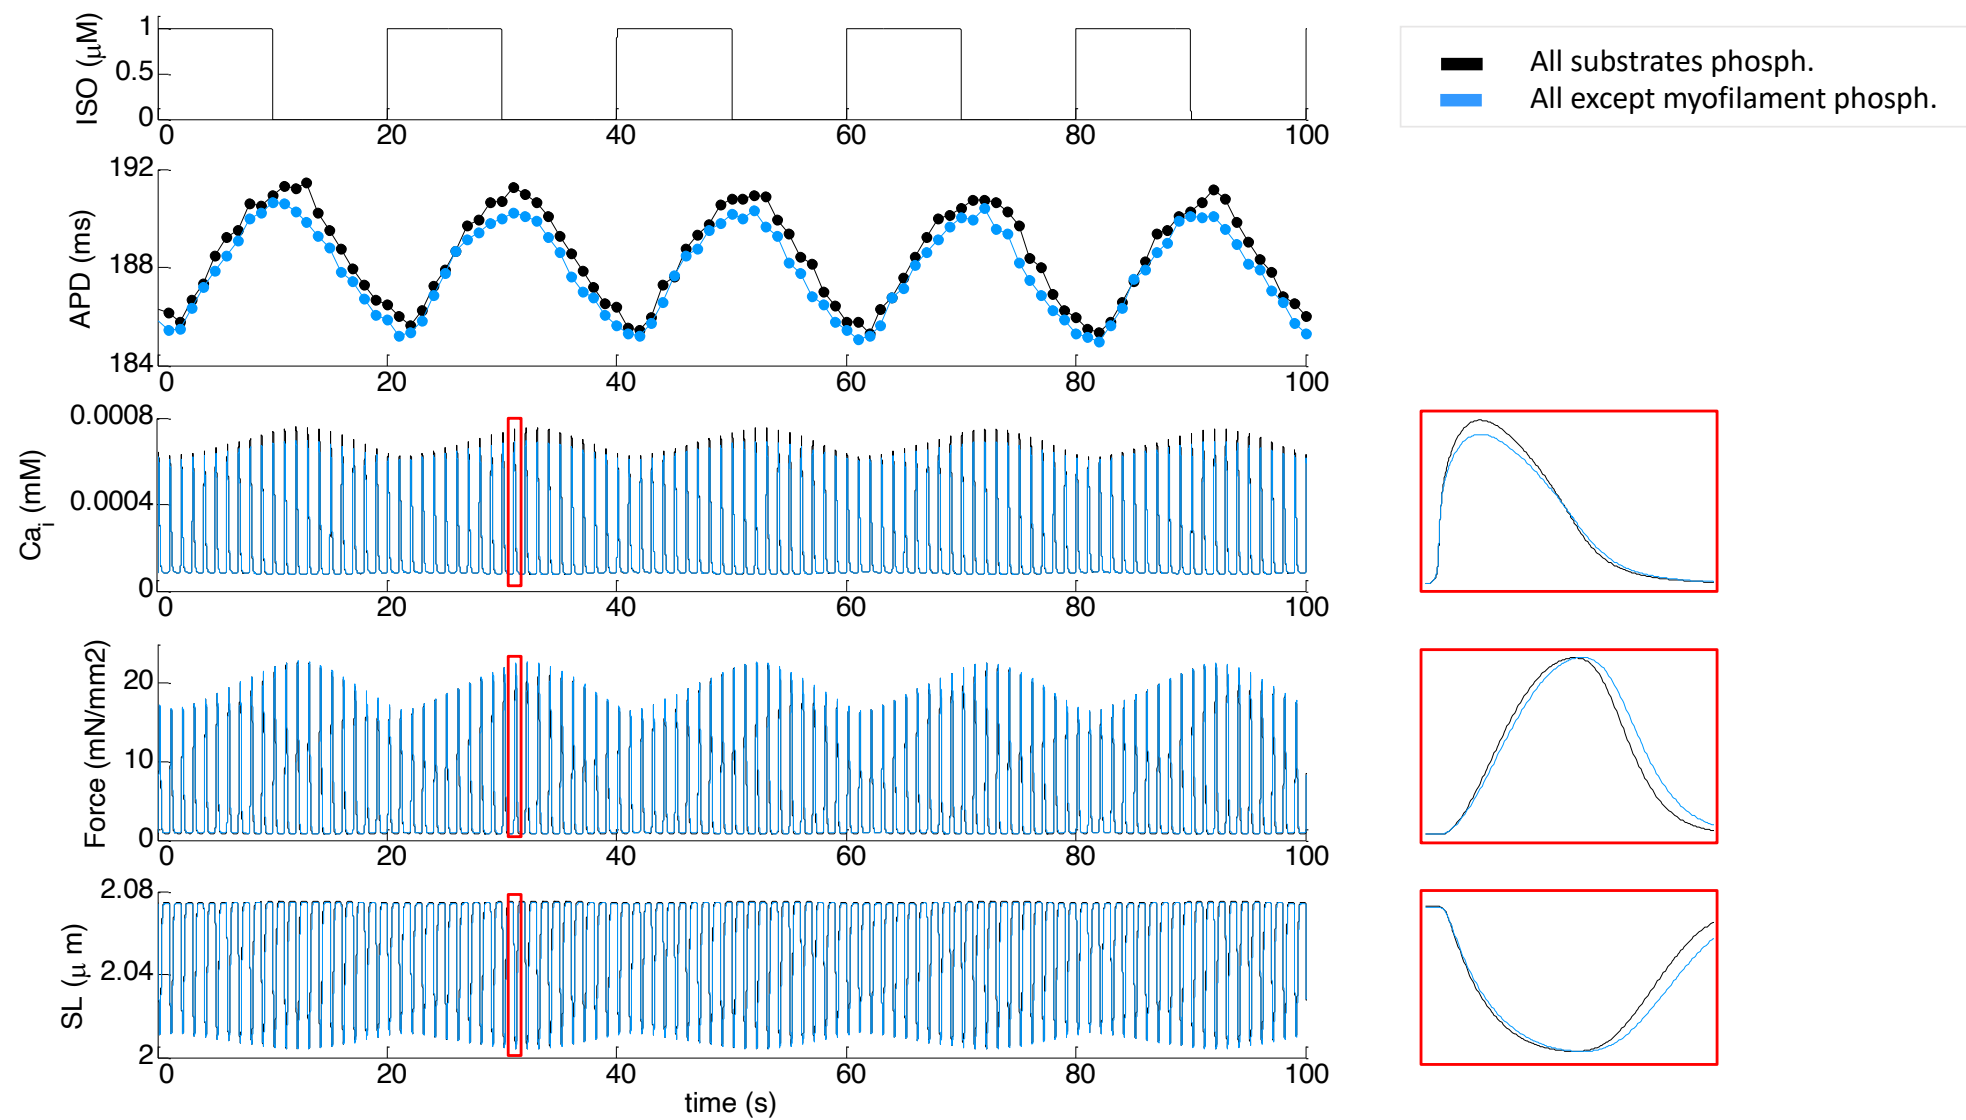 ISO (μM)
1
0.5
0
0 20 40 60 80 100
All substrates phosph.
All except myofilament phosph.
APD (ms)
192
188
184
0 20 40 60 80 100
Ca_i (mM)
0.0008
0.0004
0
0 20 40 60 80 100
Force (mN/mm2)
20
10
0
0 20 40 60 80 100
SL (μ m)
2.08
2.04
2
0 20 40 60 80 100
time (s)